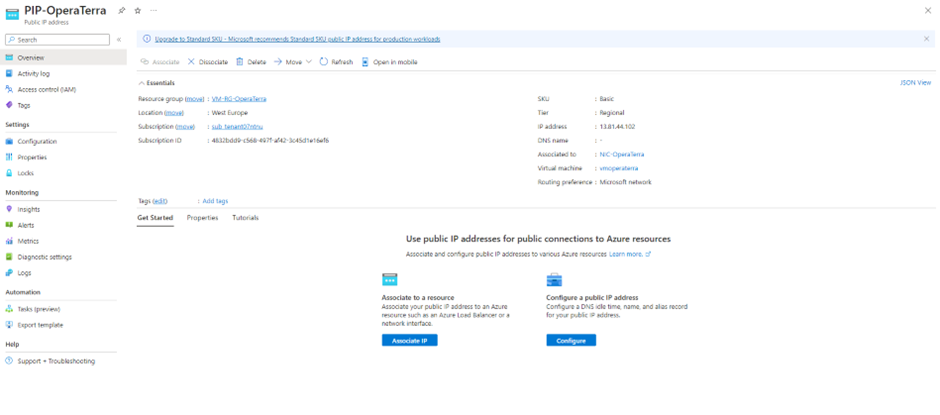 PIP-OperaTerra
Public IP address
Search
Overview
Activity log
Access control (IAM)
Tags
Settings
Configuration
Properties
Locks
Monitoring
Insights
Alerts
Metrics
Diagnostic settings
Logs
Automation
Tasks (preview)
Export template
Help
Support + Troubleshooting
Upgrade to Standard SKU - Microsoft recommends Standard SKU public IP address for production workloads
Associate Dissociate Delete Move Refresh Open in mobile
Essentials JSON View
Resource group (move) : VM-RG-OperaTerra
Location (move) : West Europe
Subscription (move) : sub_tenant07ntnu
Subscription ID :
SKU : Basic
Tier : Regional
IP address : 13.81.44.102
DNS name : -
Associated to : NIC-OperaTerra
Virtual machine : vmoperaterra
Routing preference : Microsoft network
Tags (edit) : Add tags
Get Started Properties Tutorials
Use public IP addresses for public connections to Azure resources
Associate and configure public IP addresses to various Azure resources Learn more.
Associate to a resource
Associate your public IP address to an Azure
resource such as an Azure Load Balancer or a
network interface.
Associate IP
Configure a public IP address
Configure a DNS idle time, name, and alias record
for your public IP address.
Configure